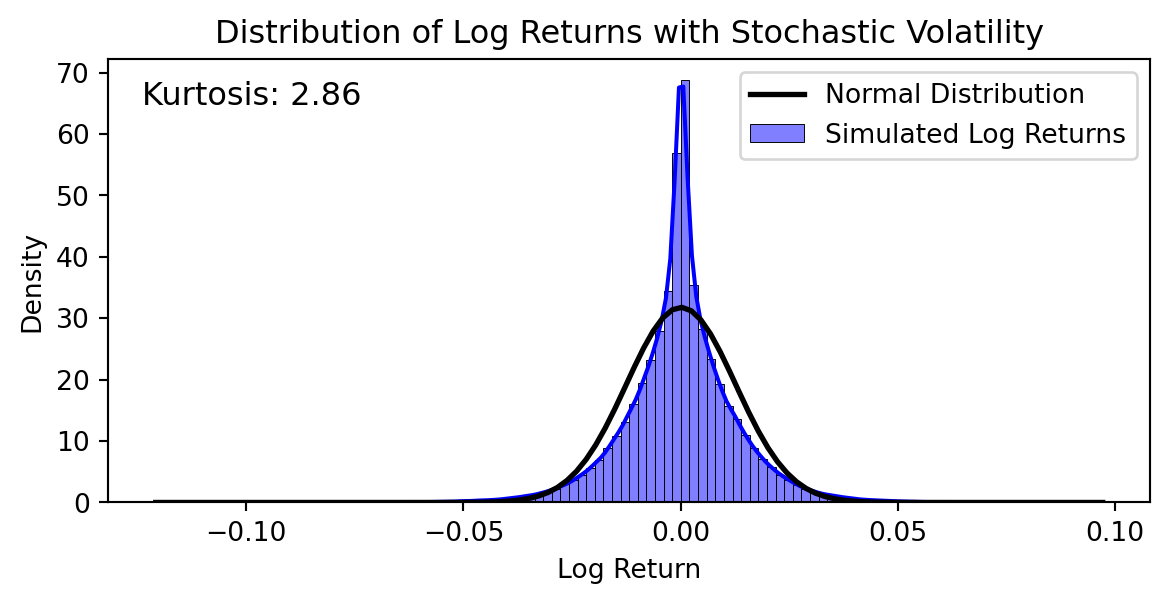 Distribution of Log Returns with Stochastic Volatility
Kurtosis: 2.86
Normal Distribution
Simulated Log Returns
Density
70
60
50
40
30
20
10
0
−0.10
−0.05
0.00
0.05
0.10
Log Return